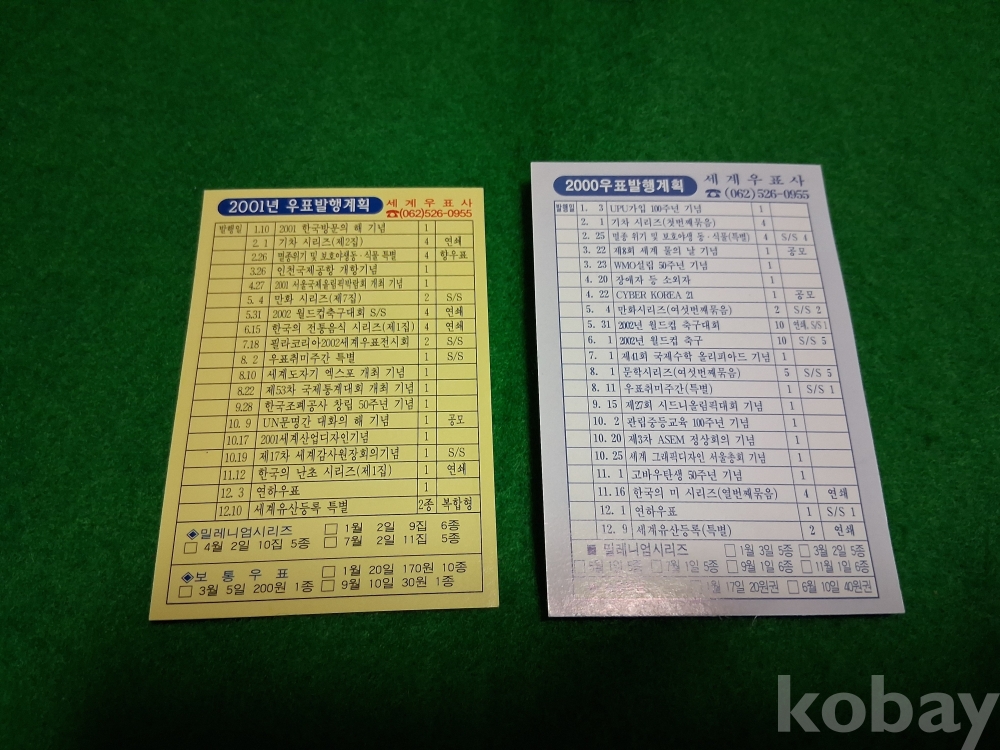 2001년 우표발행계획 세계우표사
☎(062)526-0955
발행일 1.10 2001 한국방문의 해 기념 4
2. 1 기차 시리즈(제2집) 4 연쇄
2.26 멸종위기 및 보호야생동·식물 특별 4 향우표
3.26 인천국제공항 개항기념 1
4.27 2001 서울국제올림픽박람회 개최 기념 1
5. 4 만화 시리즈(제7집) 2 S/S
5.31 2002 월드컵축구대회 S/S 4 연쇄
6.15 한국의 전통음식 시리즈(제1집) 4 연쇄
7.18 필라코리아2002세계우표전시회 2 S/S
8. 2 우표취미주간 특별 1 S/S
8.10 세계도자기 엑스포 개최 기념 1
8.22 제53차 국제통계대회 개최 기념 1
9.28 한국조폐공사 창립 50주년 기념 1
10. 9 UN문명간 대화의 해 기념 1 공모
10.17 2001세계산업디자인기념 1
10.19 제17차 세계감사원장회의기념 1 S/S
11.12 한국의 난초 시리즈(제1집) 1 연쇄
12. 3 연하우표 1
12.10 세계유산등록 특별 2종 복합형
◈밀레니엄시리즈 □ 1월 2일 9집 6종
□ 4월 2일 10집 5종 □ 7월 2일 11집 5종
◈보통우표 □ 1월 20일 170원 10종
□ 3월 5일 200원 1종 □ 9월 10일 30원 1종
2000우표발행계획 세계우표사
☎(062)526-0955
발행일 1. 3 UPU가입 100주년 기념 1
2. 1 기차 시리즈(첫번째묶음) 4
2. 25 멸종 위기 및 보호야생 동·식물(특별) 4 S/S 4
3. 22 제8회 세계 물의 날 기념 1 공모
3. 23 WMO설립 50주년 기념 1
4. 20 장애자 등 소외자 1
4. 22 CYBER KOREA 21 1 공모
5. 4 만화시리즈(여섯번째묶음) 2 S/S 2
5. 31 2002년 월드컵 축구대회 10 연쇄, S/S 1
6. 1 2002년 월드컵 축구 10 S/S 5
7. 1 제41회 국제수학 올리피아드 기념 1
8. 1 문학시리즈(여섯번째묶음) 5 S/S 5
8. 11 우표취미주간(특별) 1 S/S 1
9. 15 제27회 시드니올림픽대회 기념 1
10. 2 관립중등교육 100주년 기념 1
10. 20 제3차 ASEM 정상회의 기념 1
10. 25 세계 그래픽디자인 서울총회 기념 1
11. 1 고바우탄생 50주년 기념 1
11. 16 한국의 미 시리즈(열번째묶음) 4 연쇄
12. 1 연하우표 1 S/S 1
12. 9 세계유산등록(특별) 2 연쇄
▣ 밀레니엄시리즈 □ 1월 3일 5종 □ 3월 2일 5종
□ 7월 1일 5종 □ 9월 1일 6종 □ 11월 1일 6종
17일 20원권 □ 6월 10일 40원권
kobay